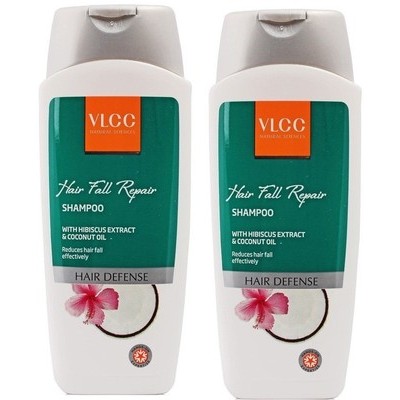 VLCC
Hair Fall Repair
SHAMPOO
WITH HIBISCUS EXTRACT
& COCONUT OIL
Reduces hair fall
effectively
HAIR DEFENSE
VLCC
Hair Fall Repair
SHAMPOO
WITH HIBISCUS EXTRACT
& COCONUT OIL
Reduces hair fall
effectively
HAIR DEFENSE